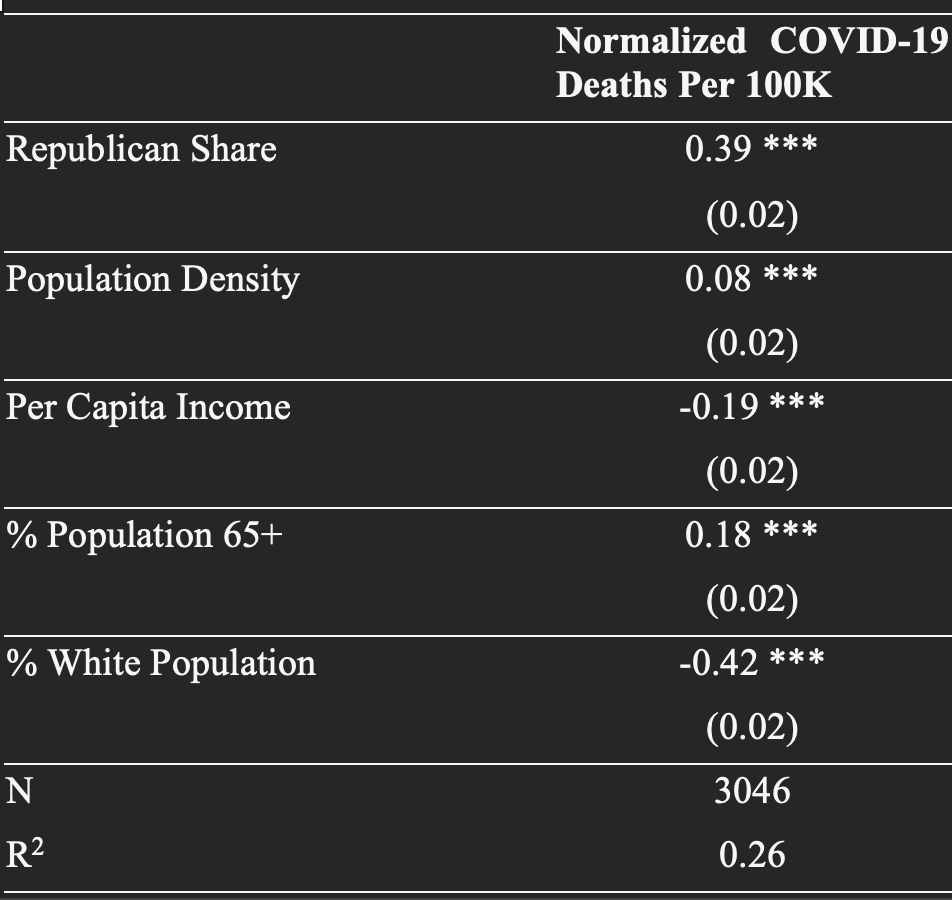 Normalized COVID-19
Deaths Per 100K
Republican Share 0.39 ***
(0.02)
Population Density 0.08 ***
(0.02)
Per Capita Income -0.19 ***
(0.02)
% Population 65+ 0.18 ***
(0.02)
% White Population -0.42 ***
(0.02)
N 3046
R² 0.26